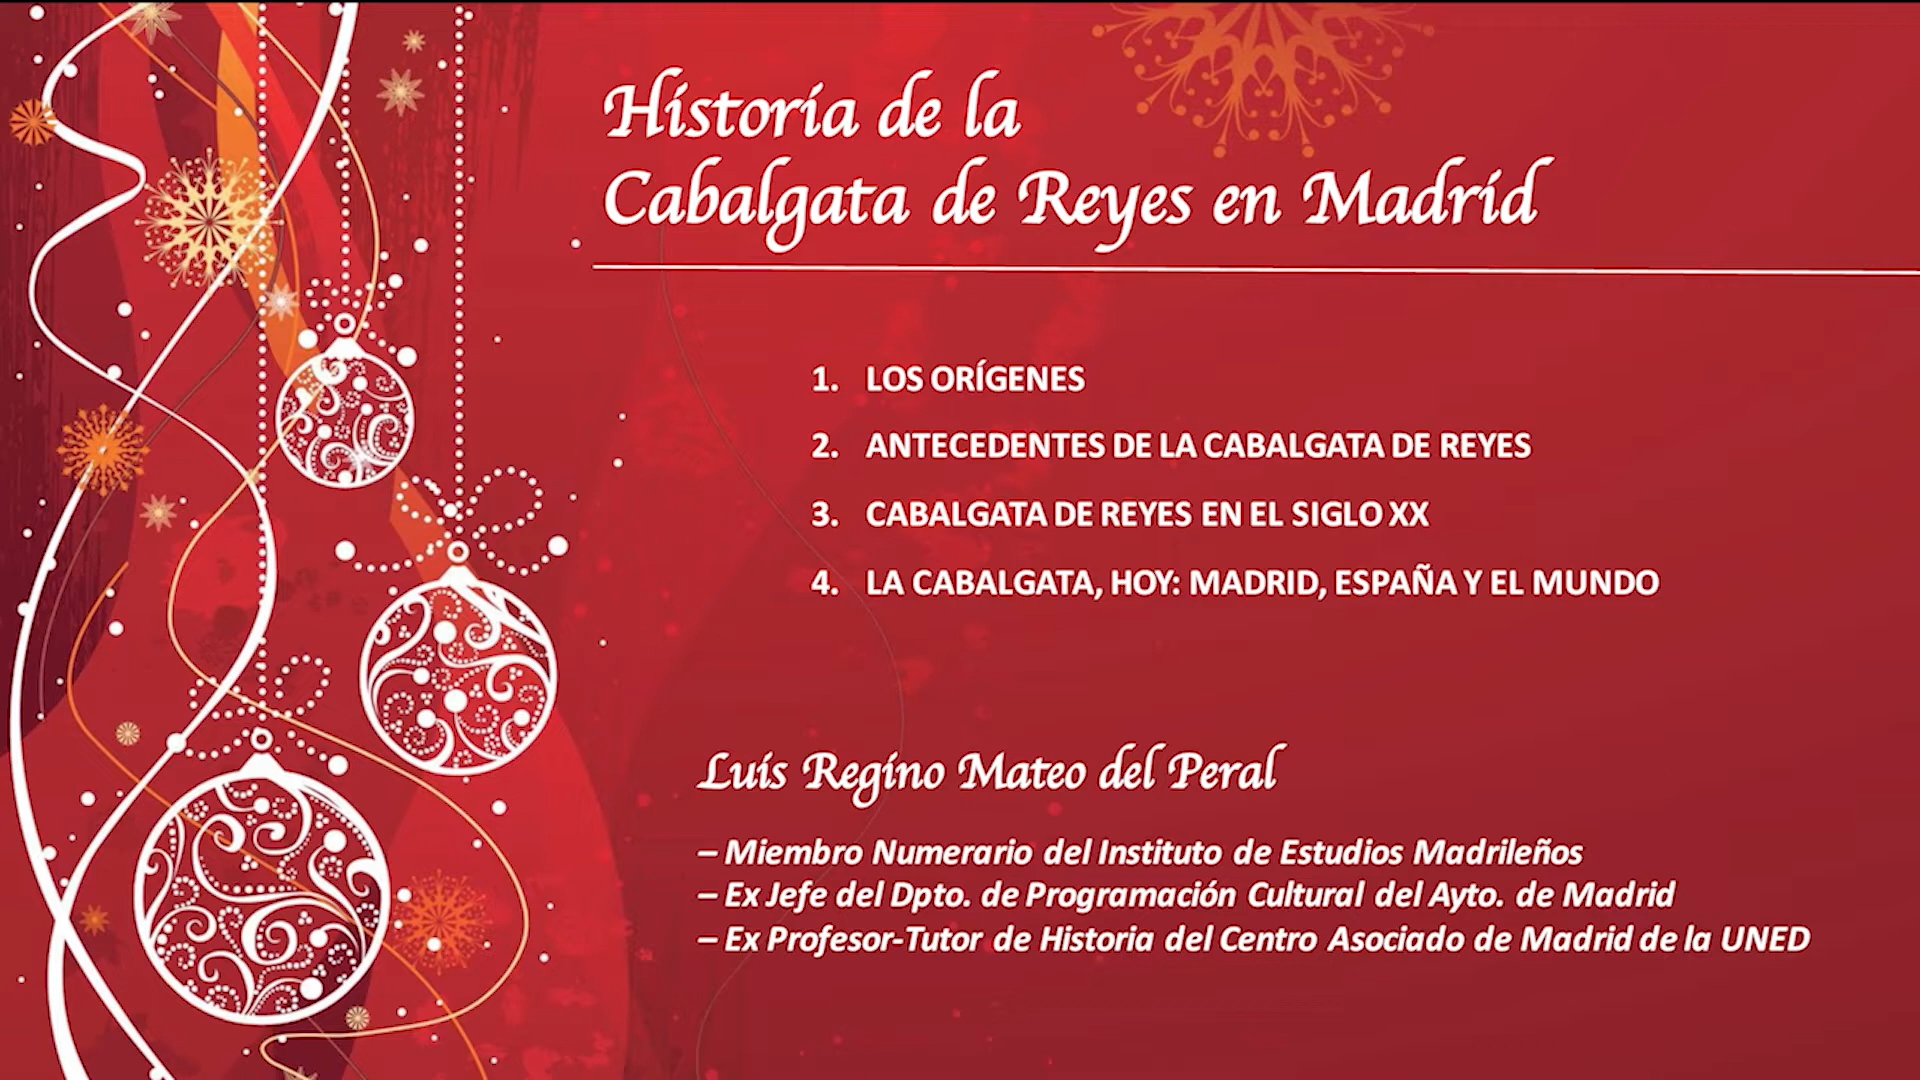 Historia de la
Cabalgata de Reyes en Madrid
1. LOS ORÍGENES
2. ANTECEDENTES DE LA CABALGATA DE REYES
3. CABALGATA DE REYES EN EL SIGLO XX
4. LA CABALGATA, HOY: MADRID, ESPAÑA Y EL MUNDO
Luis Regino Mateo del Peral
– Miembro Numerario del Instituto de Estudios Madrileños
– Ex Jefe del Dpto. de Programación Cultural del Ayto. de Madrid
– Ex Profesor-Tutor de Historia del Centro Asociado de Madrid de la UNED